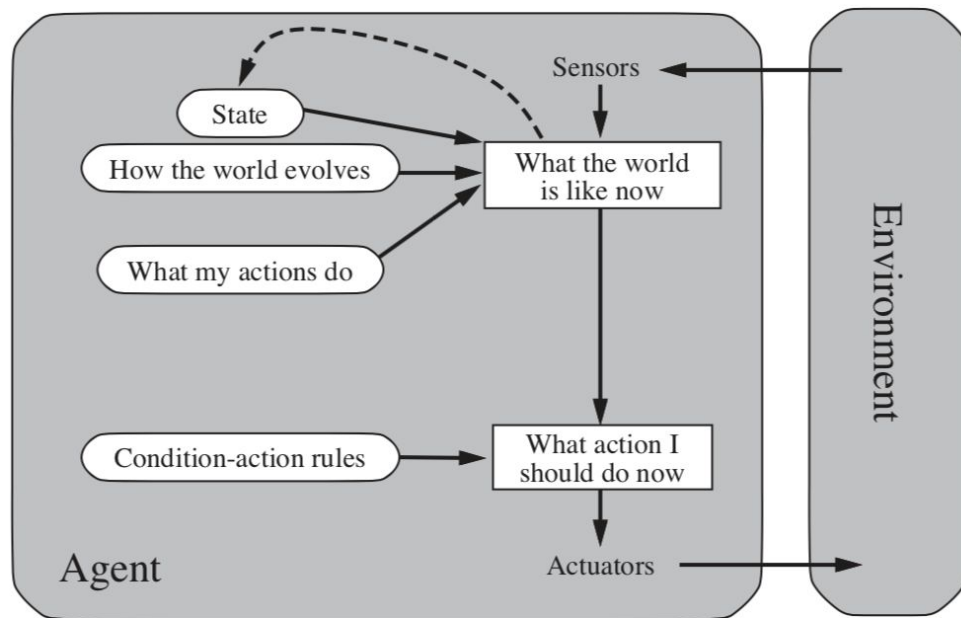 Sensors
State
How the world evolves
What the world
is like now
What my actions do
Environment
Condition-action rules
What action I
should do now
Agent
Actuators